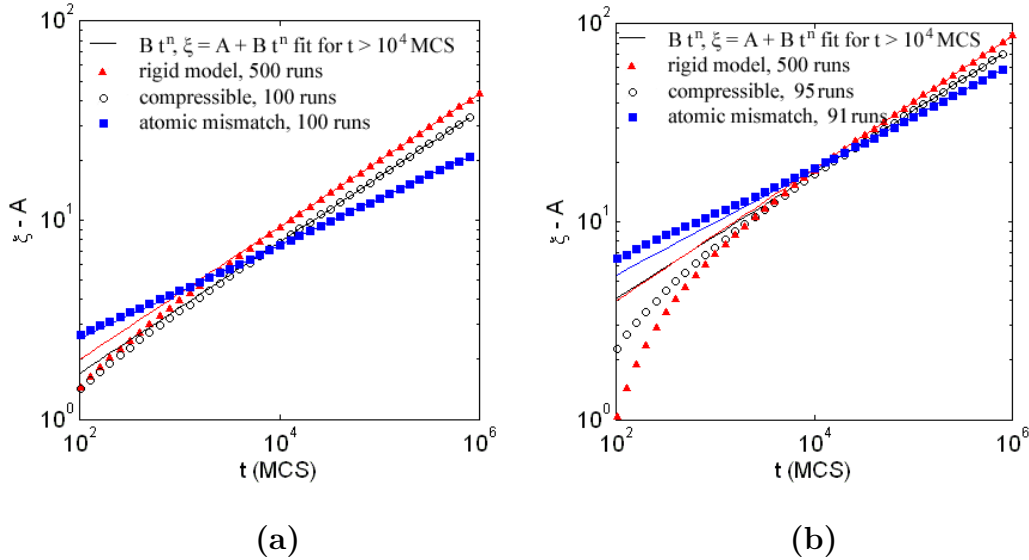 10^2
B t^n, ξ = A + B t^n fit for t > 10^4 MCS
rigid model, 500 runs
compressible, 100 runs
atomic mismatch, 100 runs
ξ - A
10^1
10^0
10^2
10^4
10^6
t (MCS)
(a)
10^2
B t^n, ξ = A + B t^n fit for t > 10^4 MCS
rigid model, 500 runs
compressible, 95 runs
atomic mismatch, 91 runs
ξ - A
10^1
10^0
10^2
10^4
10^6
t (MCS)
(b)